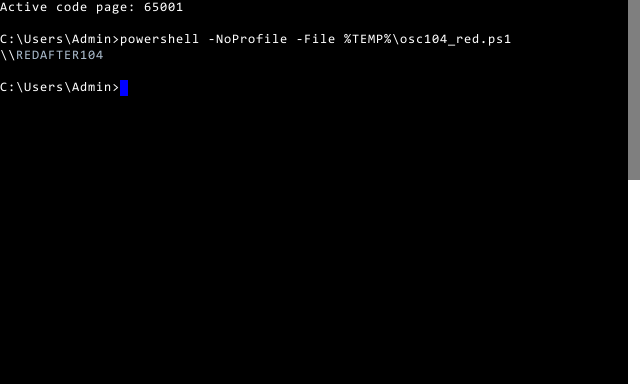 Active code page: 65001
C:\Users\Admin>powershell -NoProfile -File %TEMP%\osc104_red.ps1
\\REDAFTER104
C:\Users\Admin>